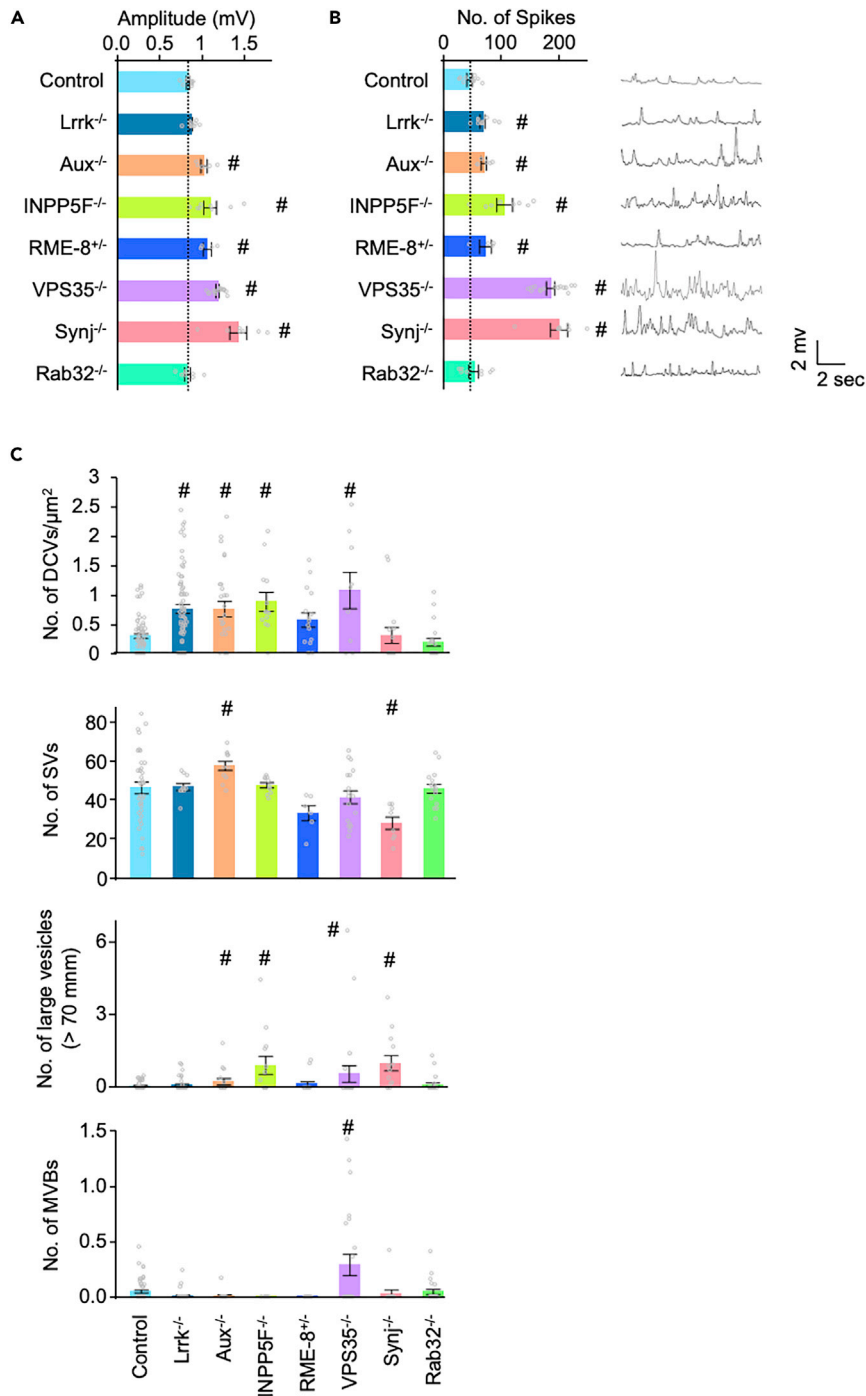 A
Amplitude (mV)
0.0 0.5 1 1.5
Control
Lrrk-/-
Aux-/- #
INPP5F-/- #
RME-8+/- #
VPS35-/- #
Synj-/- #
Rab32-/-
B
No. of Spikes
0 100 200
Control
Lrrk-/- #
Aux-/- #
INPP5F-/- #
RME-8+/- #
VPS35-/- #
Synj-/- #
Rab32-/-
2 mv
2 sec
C
No. of DCVs/µm²
3
2.5
2
1.5
1
0.5
0
# # # #
No. of SVs
80
60
40
20
0
# #
No. of large vesicles
(> 70 mnm)
6
3
0
# # # #
No. of MVBs
1.5
1.0
0.5
0.0
#
Control
Lrrk-/-
Aux-/-
INPP5F-/-
RME-8+/-
VPS35-/-
Synj-/-
Rab32-/-